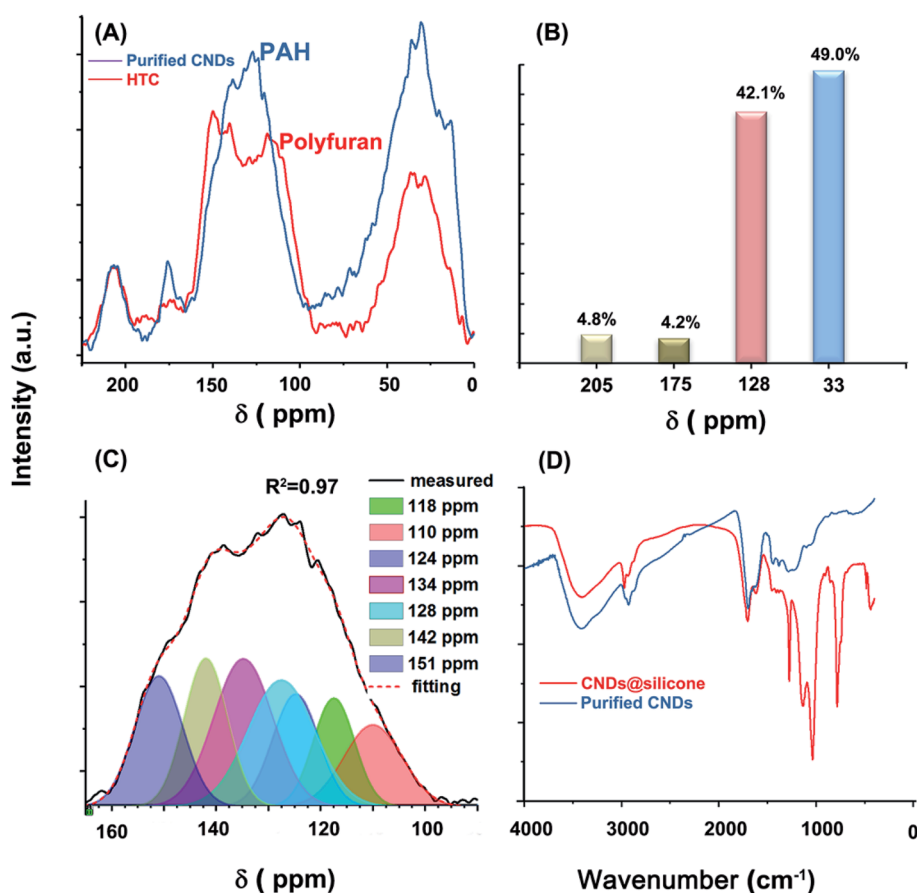 Intensity (a.u.)
(A)
Purified CNDs
HTC
PAH
Polyfuran
200
150
100
50
0
δ ( ppm)
(B)
4.8%
4.2%
42.1%
49.0%
205
175
128
33
δ ( ppm)
(C)
R²=0.97
measured
118 ppm
110 ppm
124 ppm
134 ppm
128 ppm
142 ppm
151 ppm
fitting
160
140
120
100
δ ( ppm)
(D)
CNDs@silicone
Purified CNDs
4000
3000
2000
1000
0
Wavenumber (cm⁻¹)